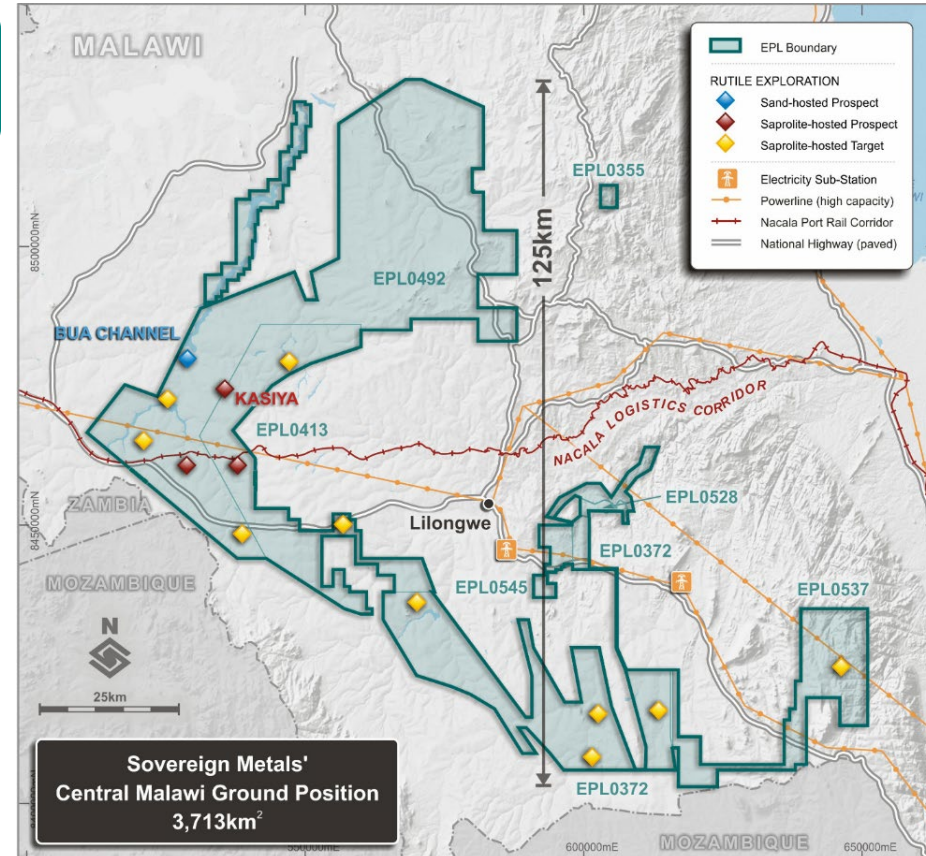 MALAWI
EPL Boundary
RUTILE EXPLORATION
Sand-hosted Prospect
Saprolite-hosted Prospect
Saprolite-hosted Target
Electricity Sub-Station
Powerline (high capacity)
Nacala Port Rail Corridor
National Highway (paved)
EPL0355
125km
8500000mN
EPL0492
BUA CHANNEL
KASIYA
EPL0413
NACALA LOGISTICS CORRIDOR
ZAMBIA
8450000mN
Lilongwe
EPL0528
EPL0372
EPL0545
EPL0537
MOZAMBIQUE
N
25km
Sovereign Metals'
Central Malawi Ground Position
3,713km²
EPL0372
MOZAMBIQUE
550000mE
600000mE
650000mE